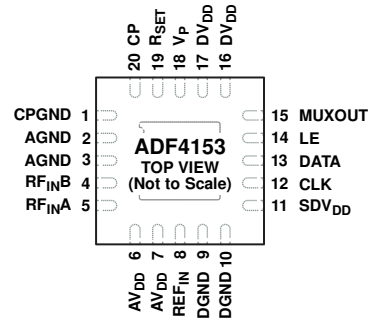 20 CP
19 RSET
18 VP
17 DVDD
16 DVDD
CPGND 1
AGND 2
AGND 3
RFINB 4
RFINA 5
ADF4153
TOP VIEW
(Not to Scale)
15 MUXOUT
14 LE
13 DATA
12 CLK
11 SDVDD
AVDD 6
AVDD 7
REFIN 8
DGND 9
DGND 10